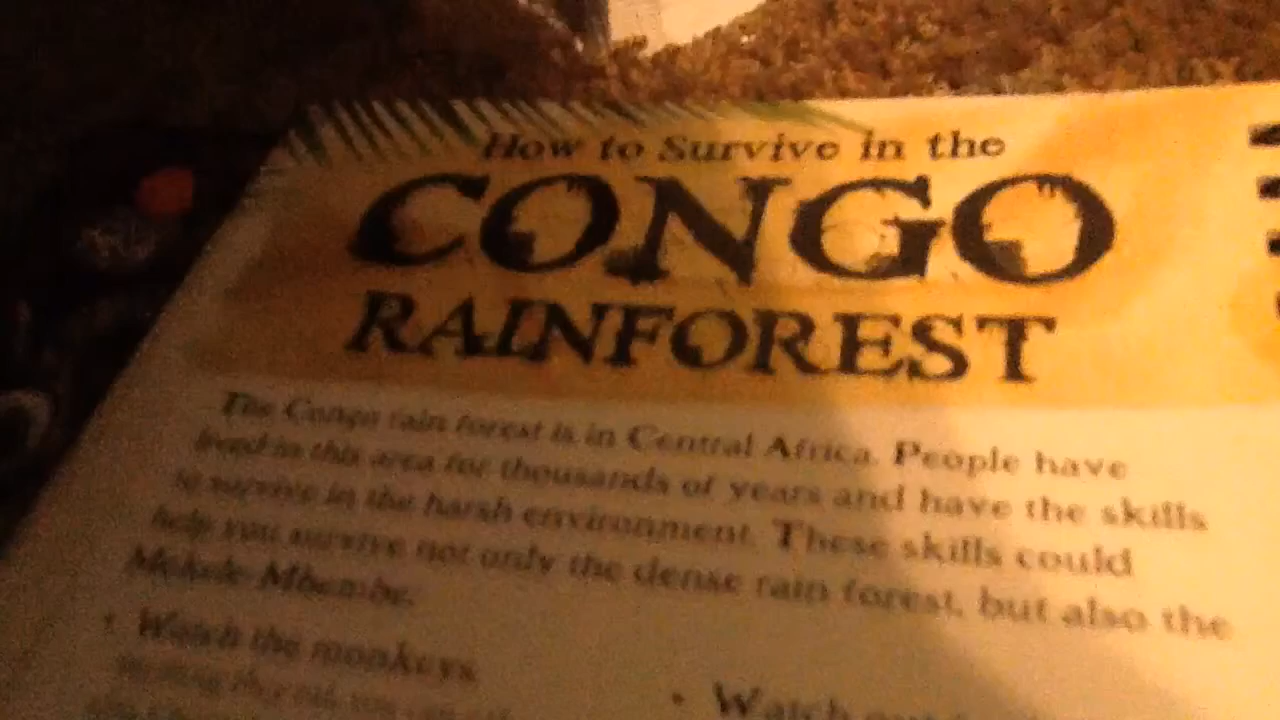 How to Survive in the
CONGO
RAINFOREST
The Congo rain forest is in Central Africa. People have
lived in this area for thousands of years and have the skills
to survive in the harsh environment. These skills could
help you survive not only the dense rain forest, but also the
Mokele-Mbembe.
• Watch the monkeys.
• Watch out